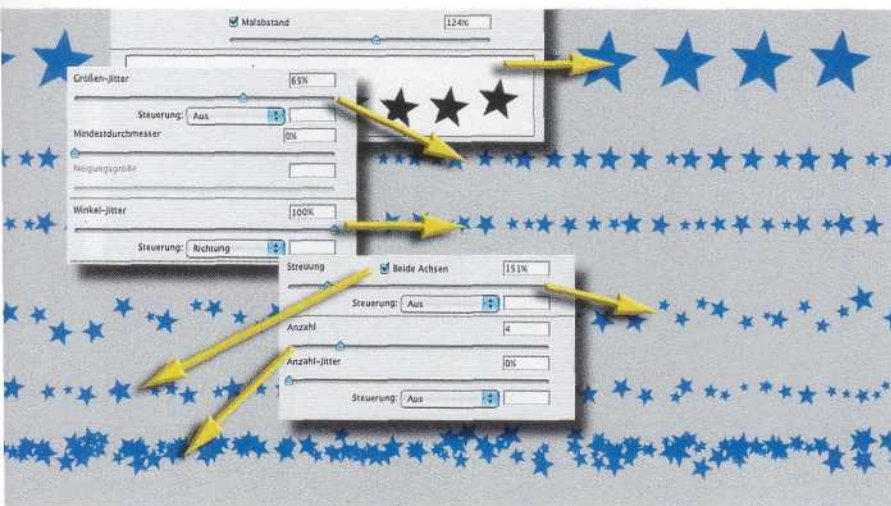 Malabstand 124%
Größen-Jitter 65%
Steuerung: Aus
Mindestdurchmesser 0%
Neigungsgröße
Winkel-Jitter 100%
Steuerung: Richtung
Streuung Beide Achsen 151%
Steuerung: Aus
Anzahl 4
Anzahl-Jitter 0%
Steuerung: Aus